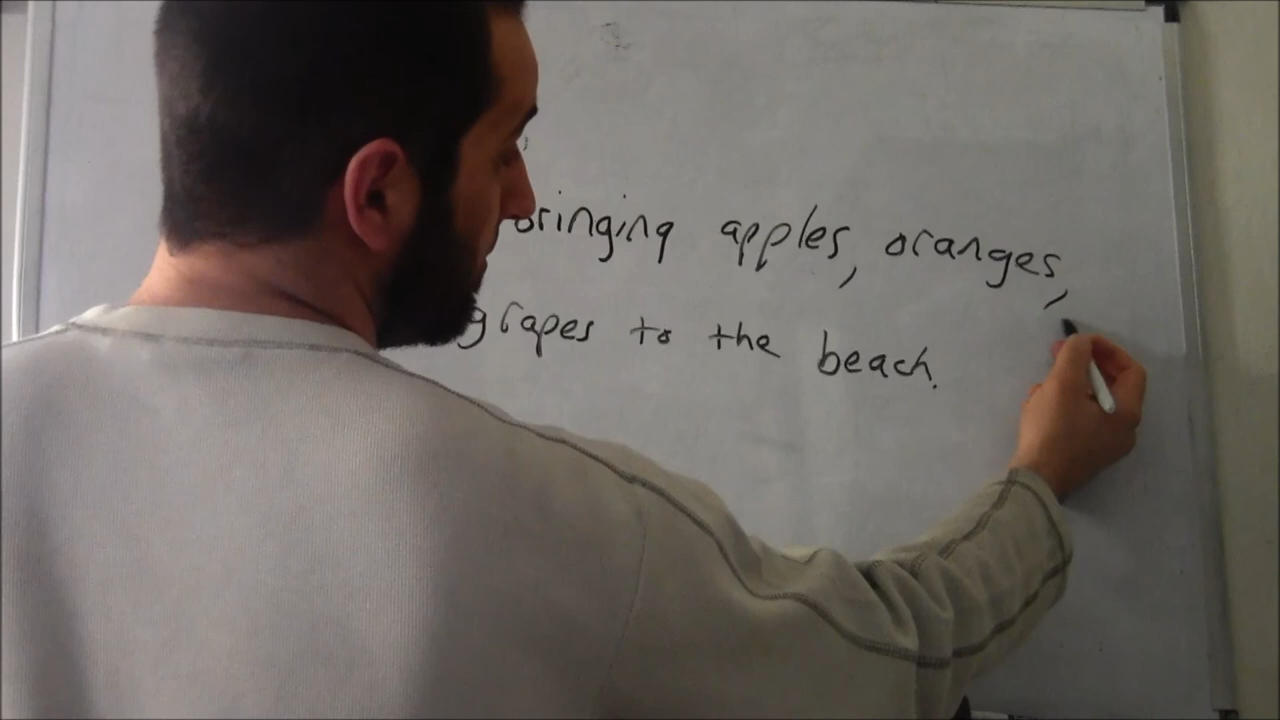 bringing apples, oranges,
grapes to the beach.